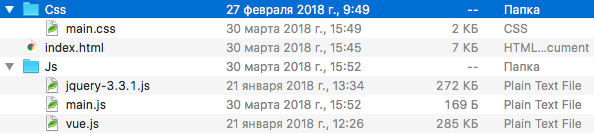 Css 27 февраля 2018 г., 9:49 -- Папка
main.css 30 марта 2018 г., 15:49 2 КБ CSS
index.html 30 марта 2018 г., 15:45 7 КБ HTML...cument
Js 30 марта 2018 г., 15:52 -- Папка
jquery-3.3.1.js 21 января 2018 г., 13:34 272 КБ Plain Text File
main.js 30 марта 2018 г., 15:52 169 Б Plain Text File
vue.js 21 января 2018 г., 12:26 285 КБ Plain Text File